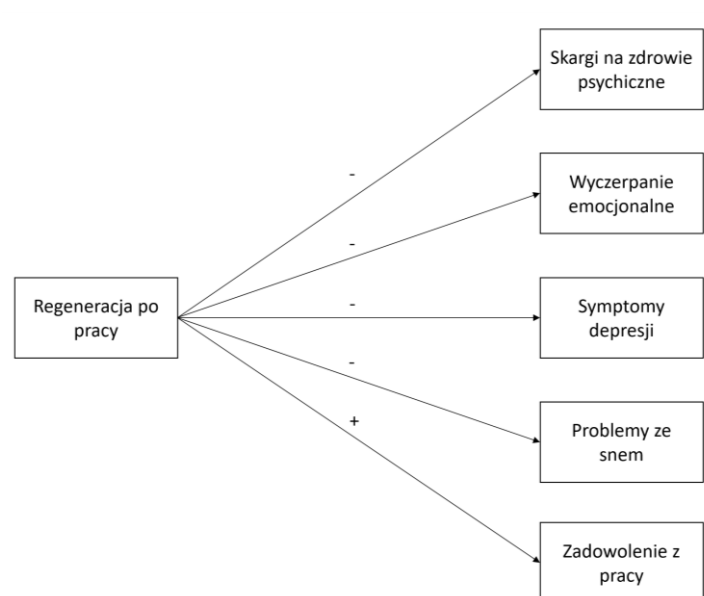 Skargi na zdrowie
psychiczne
-
Wyczerpanie
emocjonalne
-
Regeneracja po
pracy
-
Symptomy
depresji
-
Problemy ze
snem
+
Zadowolenie z
pracy